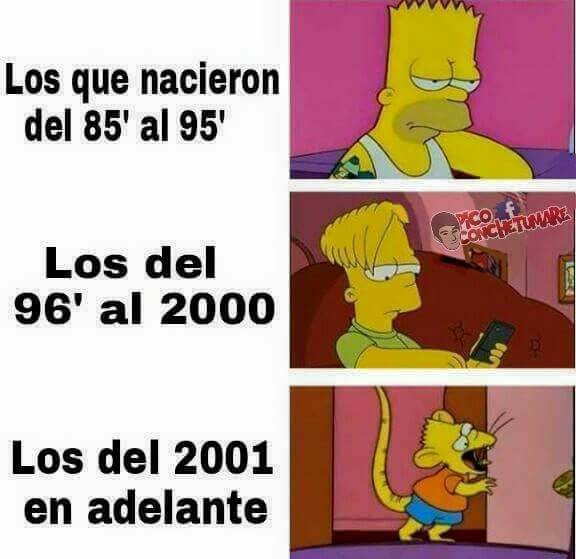 Los que nacieron
del 85' al 95'
PICO
CONCHETUMARE
Los del
96' al 2000
Los del 2001
en adelante